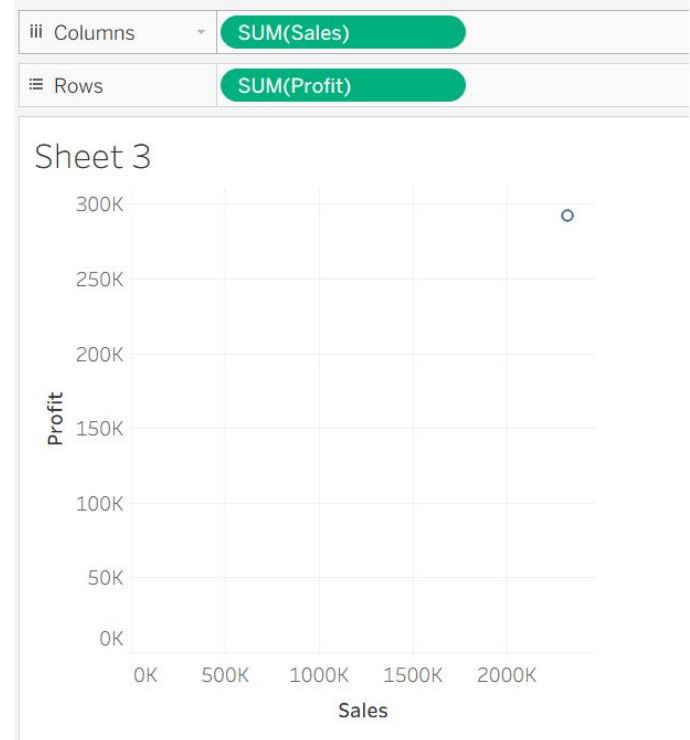 Columns SUM(Sales)
Rows SUM(Profit)
Sheet 3
300K
250K
200K
150K
100K
50K
0K
Profit
0K 500K 1000K 1500K 2000K
Sales